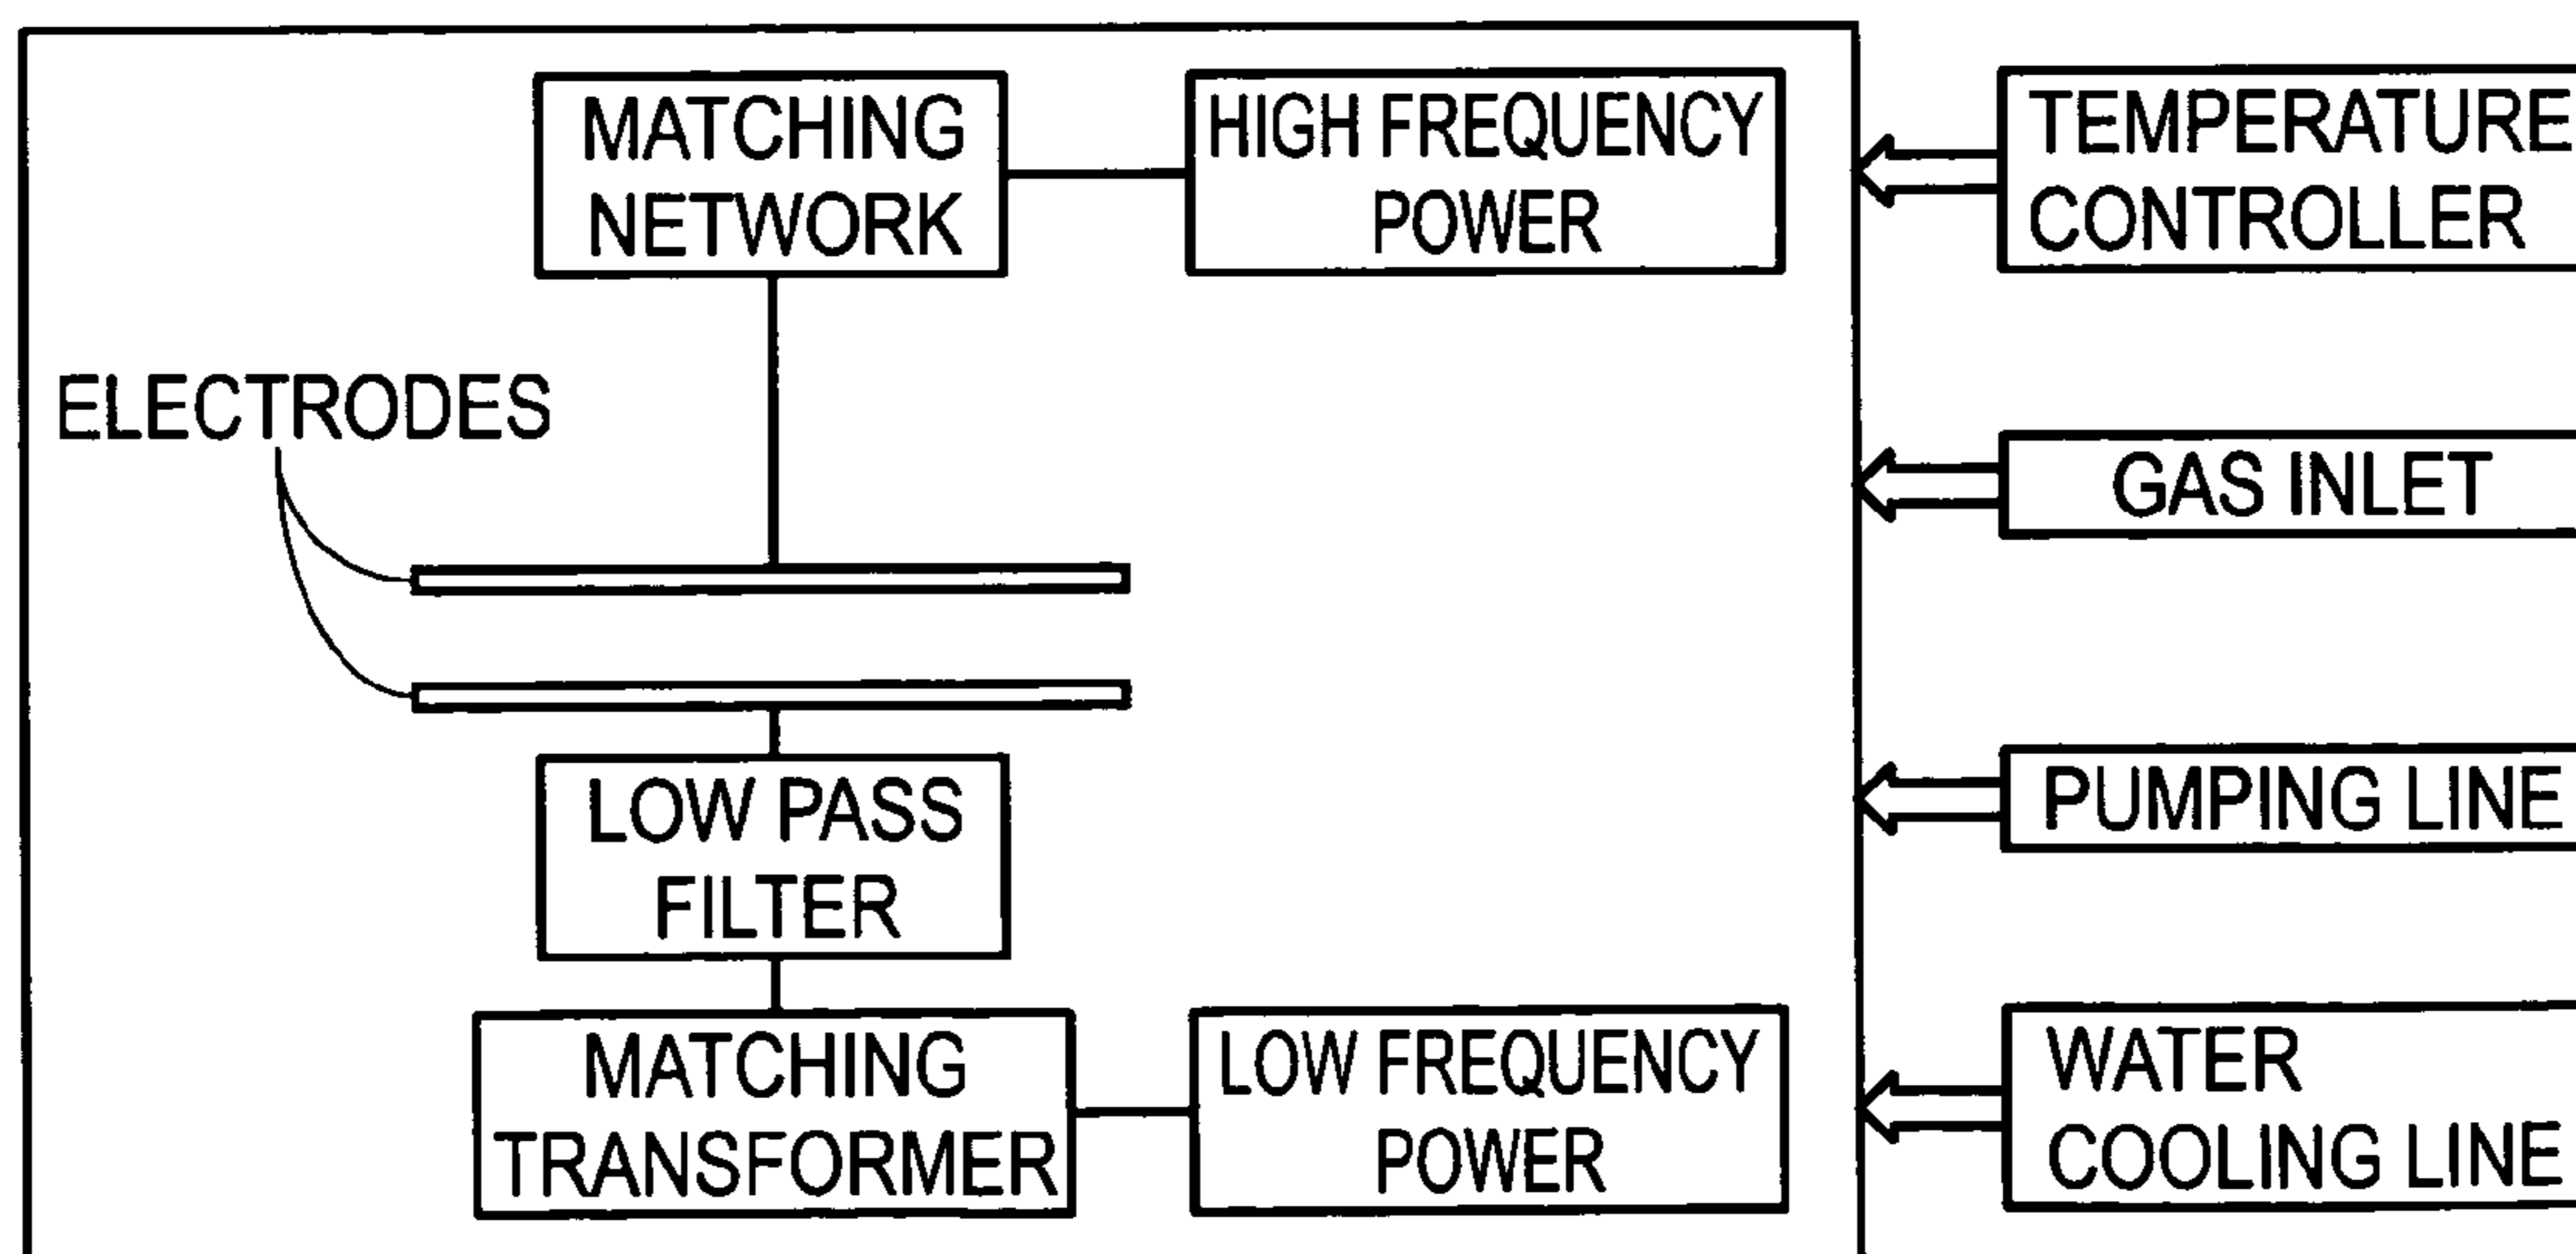 MATCHING
NETWORK
HIGH FREQUENCY
POWER
TEMPERATURE
CONTROLLER
ELECTRODES
GAS INLET
PUMPING LINE
LOW PASS
FILTER
MATCHING
TRANSFORMER
LOW FREQUENCY
POWER
WATER
COOLING LINE